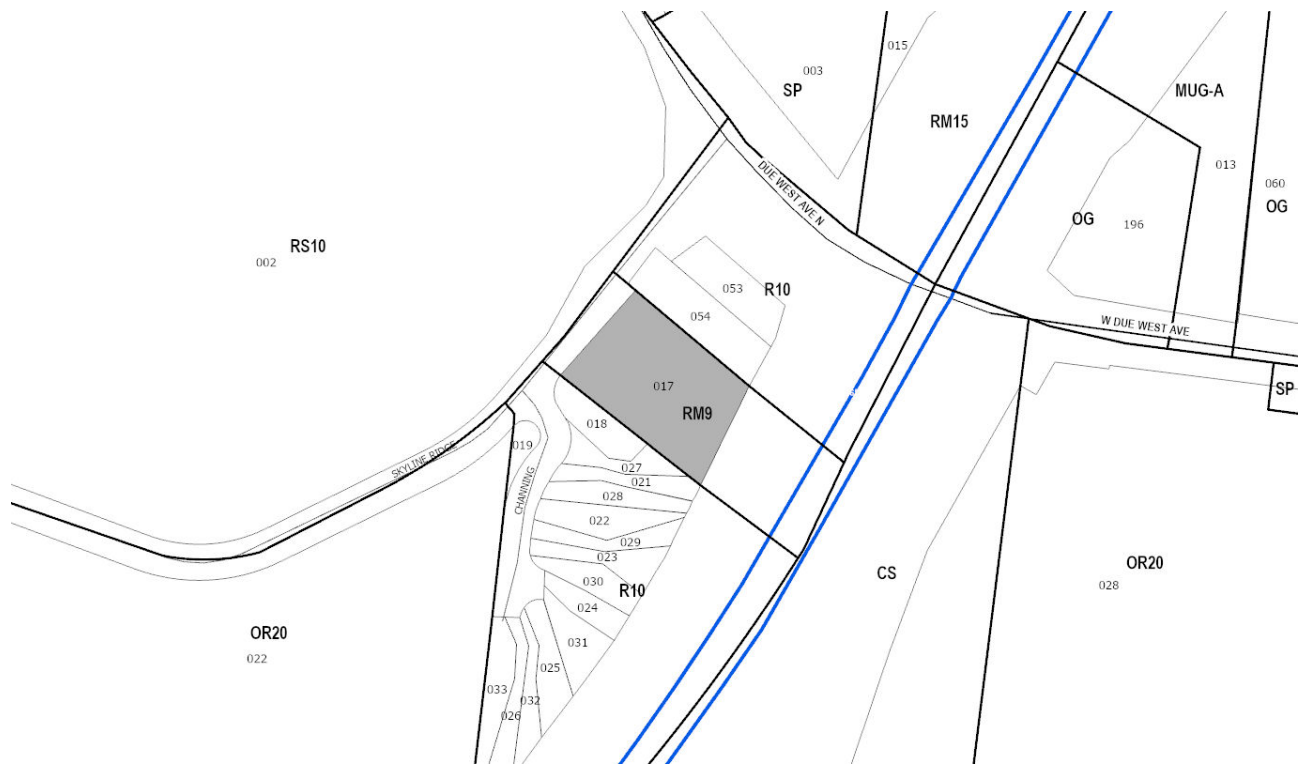 015
003
SP
MUG-A
RM15
013
060
OG
DUE WEST AVE N
OG
196
RS10
002
053
R10
054
W DUE WEST AVE
017
SP
RM9
018
019
SKYLINE RIDGE
027
021
CHANNING
028
022
029
023
CS
OR20
030
R10
028
024
OR20
031
022
025
033
032
026